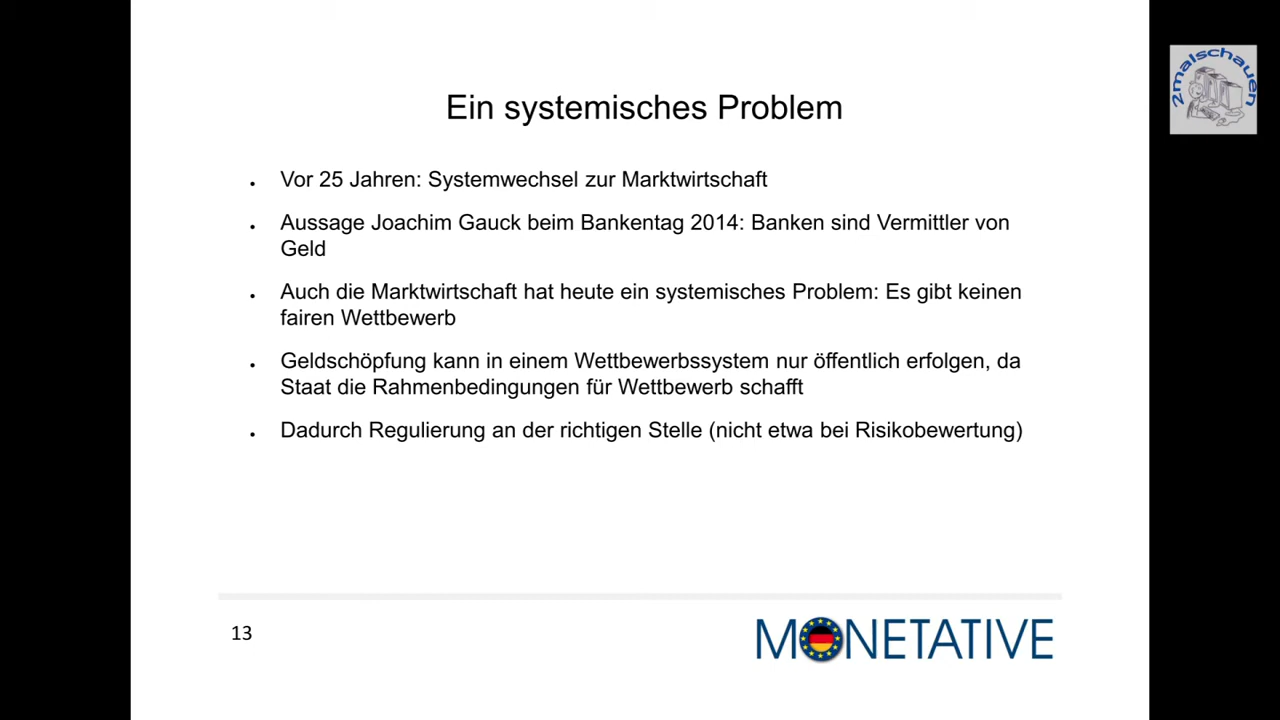 2malschauen
Ein systemisches Problem
• Vor 25 Jahren: Systemwechsel zur Marktwirtschaft
• Aussage Joachim Gauck beim Bankentag 2014: Banken sind Vermittler von
Geld
• Auch die Marktwirtschaft hat heute ein systemisches Problem: Es gibt keinen
fairen Wettbewerb
• Geldschöpfung kann in einem Wettbewerbssystem nur öffentlich erfolgen, da
Staat die Rahmenbedingungen für Wettbewerb schafft
• Dadurch Regulierung an der richtigen Stelle (nicht etwa bei Risikobewertung)
13
MONETATIVE